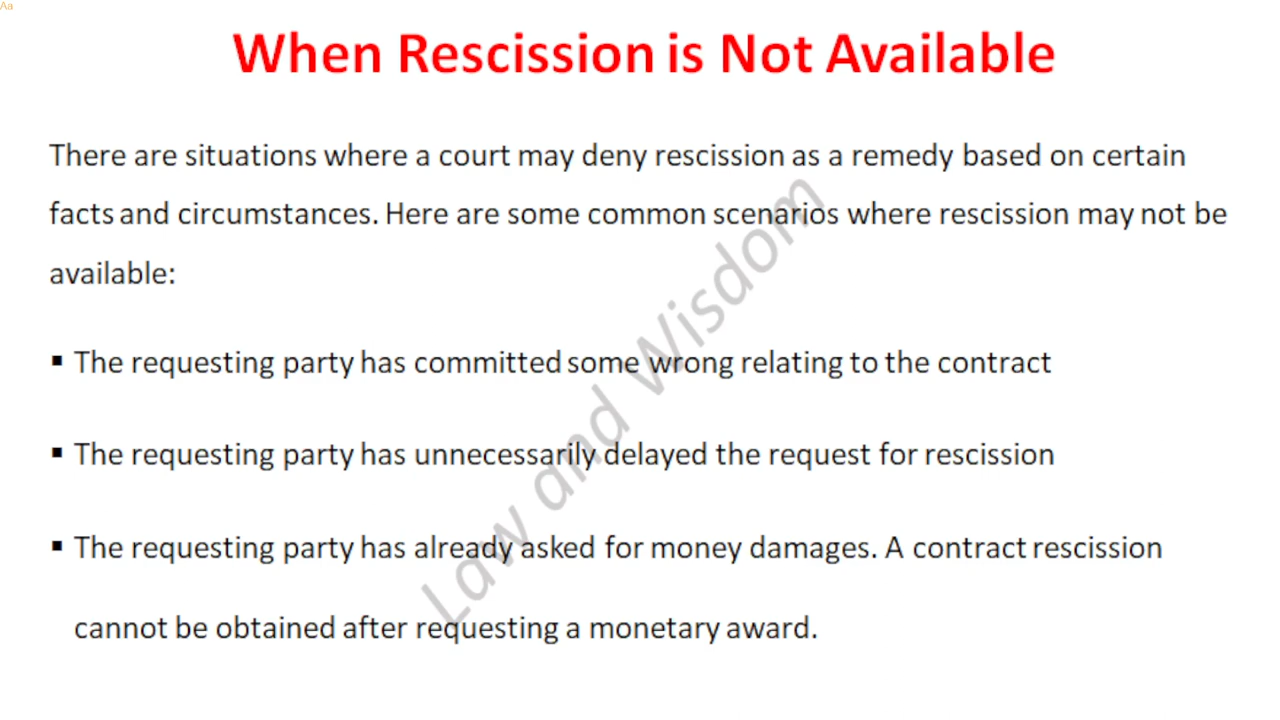 Aa
When Rescission is Not Available
There are situations where a court may deny rescission as a remedy based on certain
facts and circumstances. Here are some common scenarios where rescission may not be
available:
▪ The requesting party has committed some wrong relating to the contract
▪ The requesting party has unnecessarily delayed the request for rescission
▪ The requesting party has already asked for money damages. A contract rescission
cannot be obtained after requesting a monetary award.
Law and Wisdom